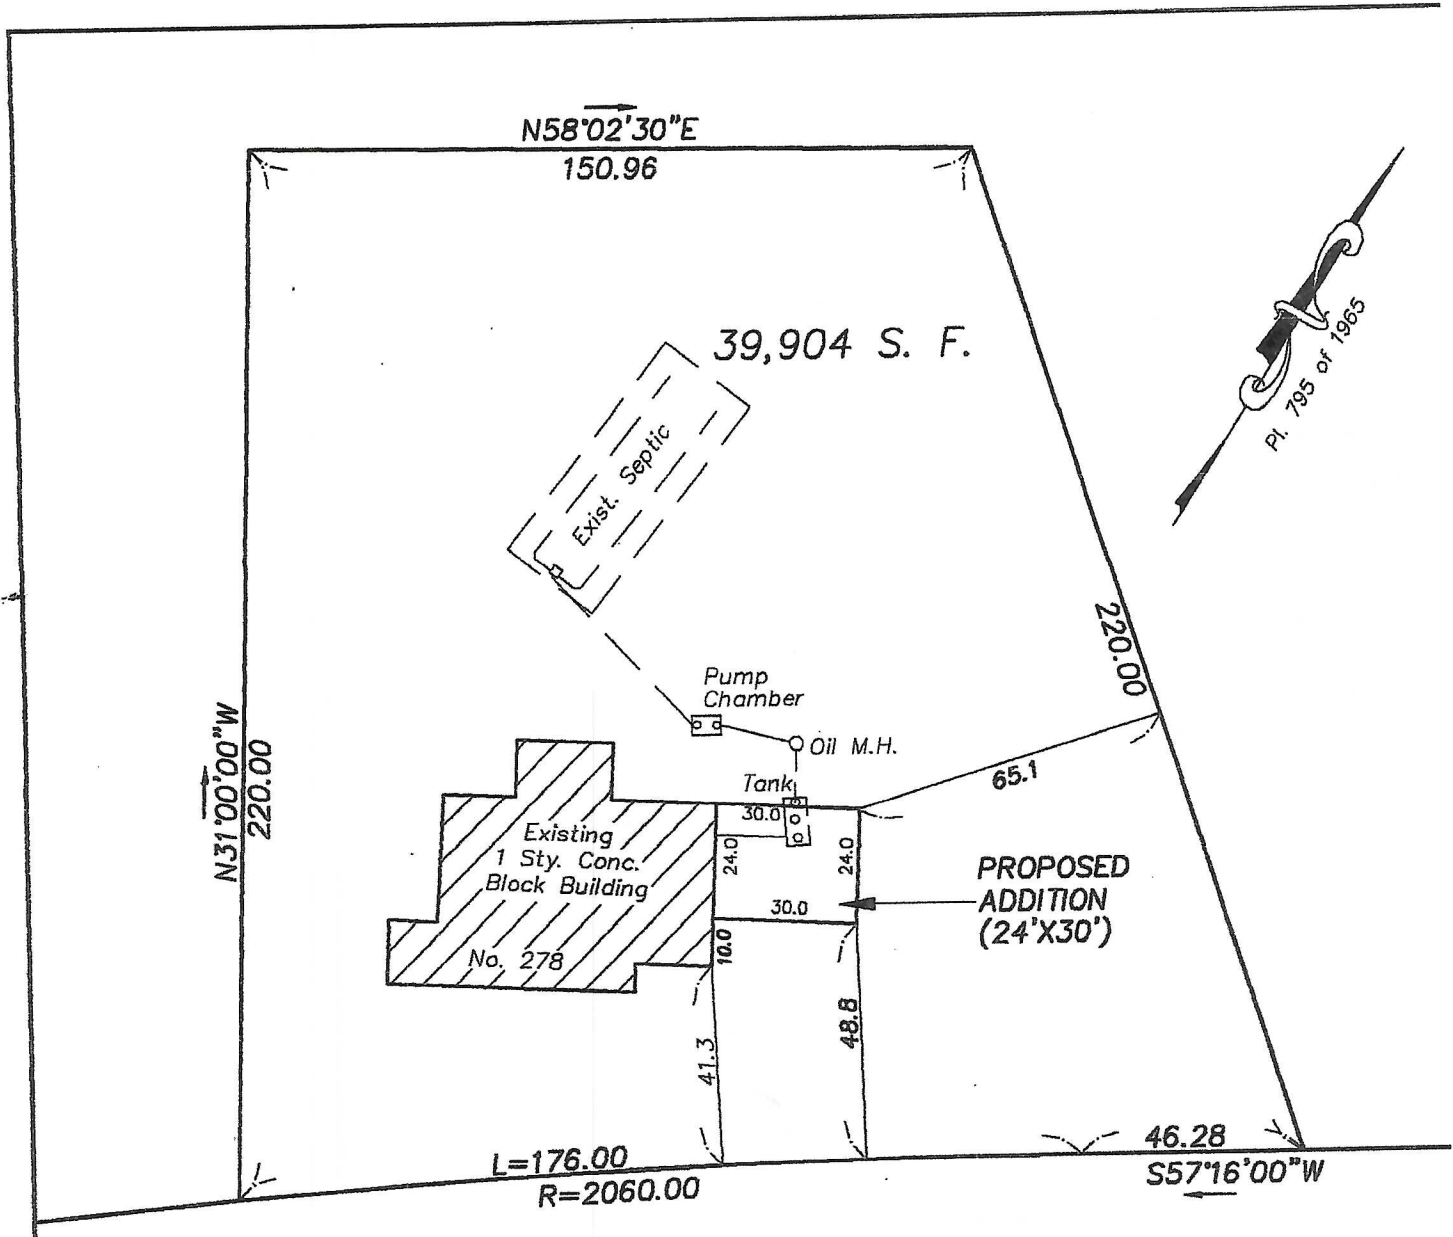 N58°02'30"E
150.96
39,904 S. F.
Pl. 795 of 1965
Exist. Septic
220.00
Pump
Chamber
Oil M.H.
N31°00'00"W
220.00
Tank
65.1
30.0
24.0
24.0
Existing
1 Sty. Conc.
Block Building
PROPOSED
ADDITION
(24'X30')
30.0
10.0
No. 278
48.8
41.3
46.28
L=176.00
R=2060.00
S57°16'00"W